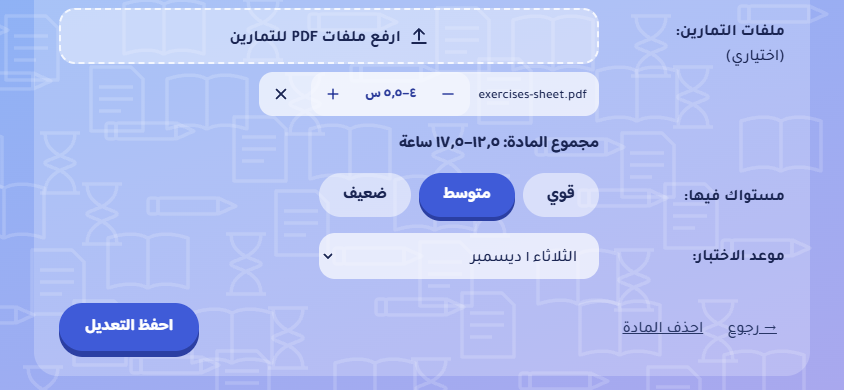 ملفات التمارين:
(اختياري)
ارفع ملفات PDF للتمارين
exercises-sheet.pdf
− ٤–٥,٥ س +
×
مجموع المادة: ١٢,٥–١٧,٥ ساعة
مستواك فيها:
قوي
متوسط
ضعيف
موعد الاختبار:
الثلاثاء ١ ديسمبر
→ رجوع
احذف المادة
احفظ التعديل